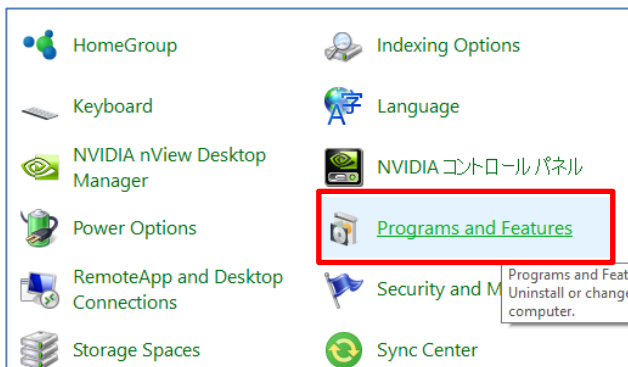 HomeGroup
Indexing Options
Keyboard
字
A
Language
NVIDIA nView Desktop
Manager
NVIDIA コントロール パネル
Power Options
Programs and Features
RemoteApp and Desktop
Connections
Security and M
Programs and Feat
Uninstall or change
computer.
Storage Spaces
Sync Center